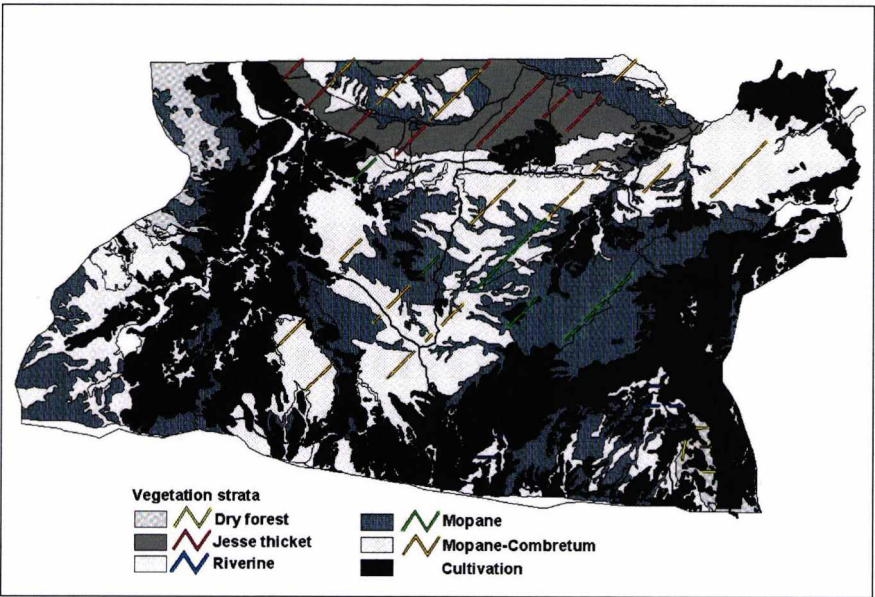 Vegetation strata
Dry forest
Jesse thicket
Riverine
Mopane
Mopane-Combretum
Cultivation